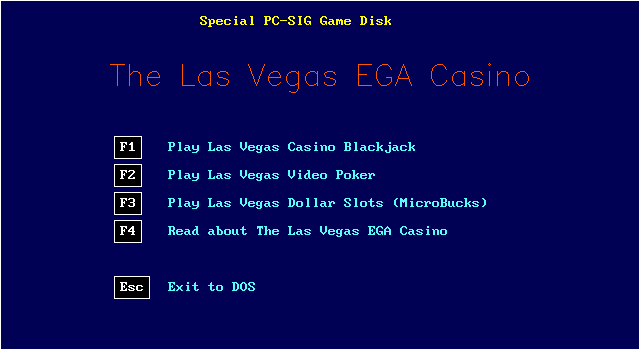 Special PC-SIG Game Disk
The Las Vegas EGA Casino
F1 Play Las Vegas Casino Blackjack
F2 Play Las Vegas Video Poker
F3 Play Las Vegas Dollar Slots (MicroBucks)
F4 Read about The Las Vegas EGA Casino
Esc Exit to DOS